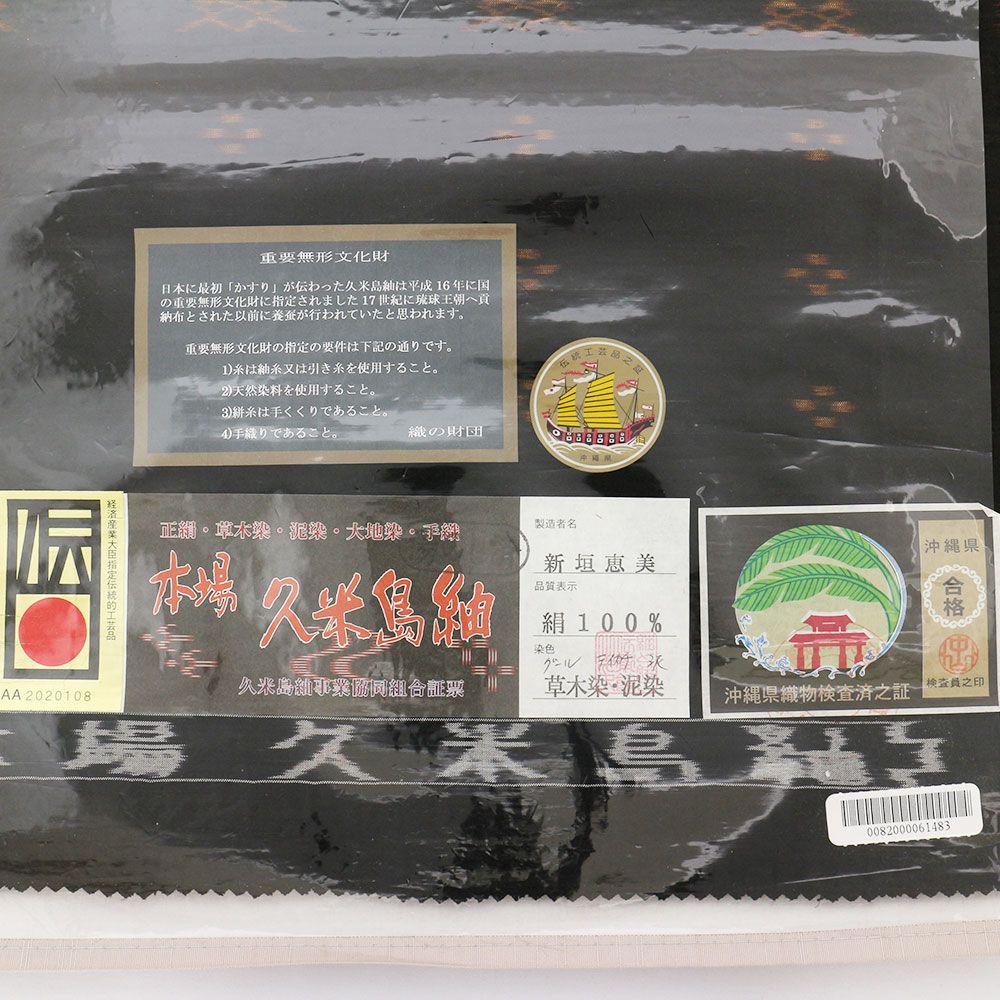 重要無形文化財
日本に最初「かすり」が伝わった久米島紬は平成16年に国
の重要無形文化財に指定されました17世紀に琉球王朝へ貢
納布とされた以前に養蚕が行われていたと思われます。
重要無形文化財の指定の要件は下記の通りです。
1)糸は紬糸又は引き糸を使用すること。
2)天然染料を使用すること。
3)絣糸は手くくりであること。
4)手織りであること。
織の財団
伝統工芸品之証
沖縄県
伝
経済産業大臣指定伝統的工芸品
AA 2020108
正絹・草木染・泥染・大地染・手織
本場 久米島紬
久米島紬事業協同組合証票
製造者名
新垣恵美
品質表示
絹100%
染色
グール
草木染・泥染
沖縄県織物検査済之証
沖縄県
合格
検査員之印
場久米島紬
0082000061483